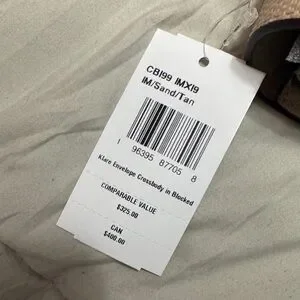 CBI99 IMXI9
IM/Sand/Tan
1 96395 87705 8
Klare Envelope Crossbody in Blocked
COMPARABLE VALUE
$325.00
CAN
$400.00